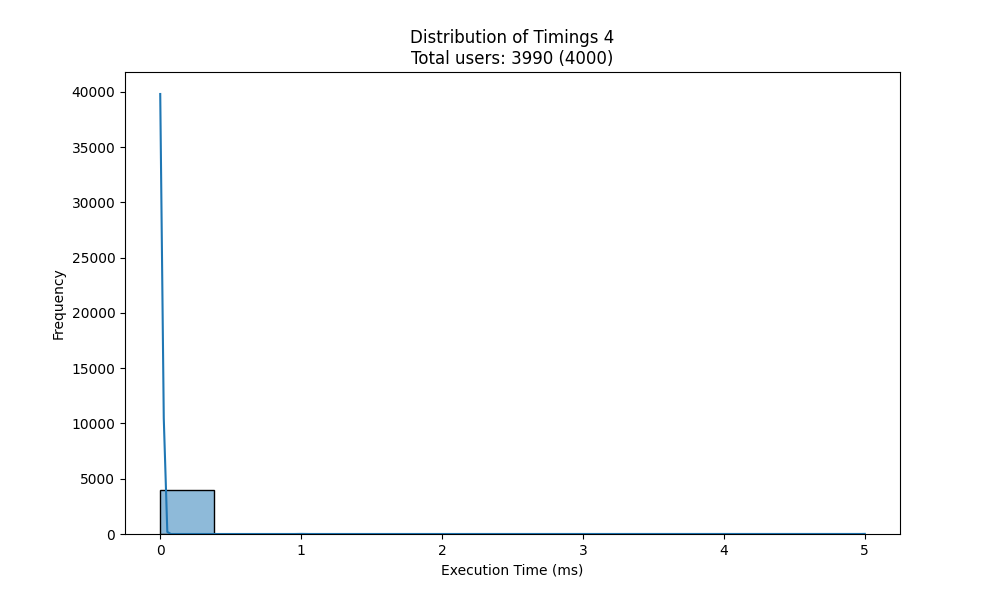 Distribution of Timings 4
Total users: 3990 (4000)
40000
35000
30000
25000
20000
15000
10000
5000
0
Frequency
0 1 2 3 4 5
Execution Time (ms)